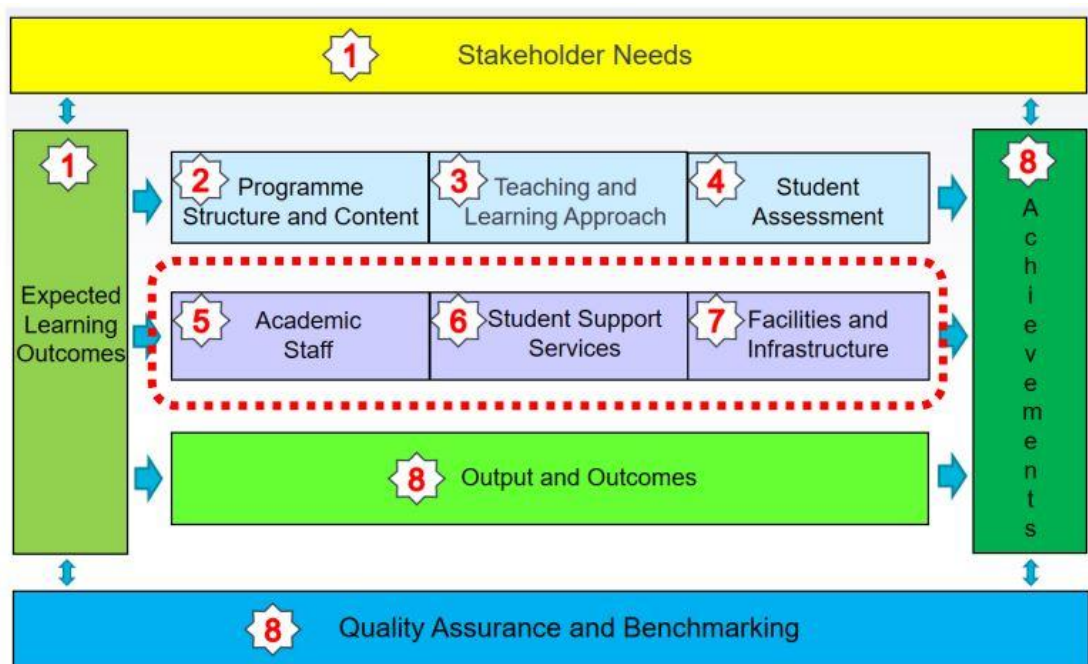 1 Stakeholder Needs
1
Expected
Learning
Outcomes
2 Programme
Structure and Content
3 Teaching and
Learning Approach
4 Student
Assessment
5 Academic
Staff
6 Student Support
Services
7 Facilities and
Infrastructure
8 Output and Outcomes
8
A
c
h
i
e
v
e
m
e
n
t
s
8 Quality Assurance and Benchmarking